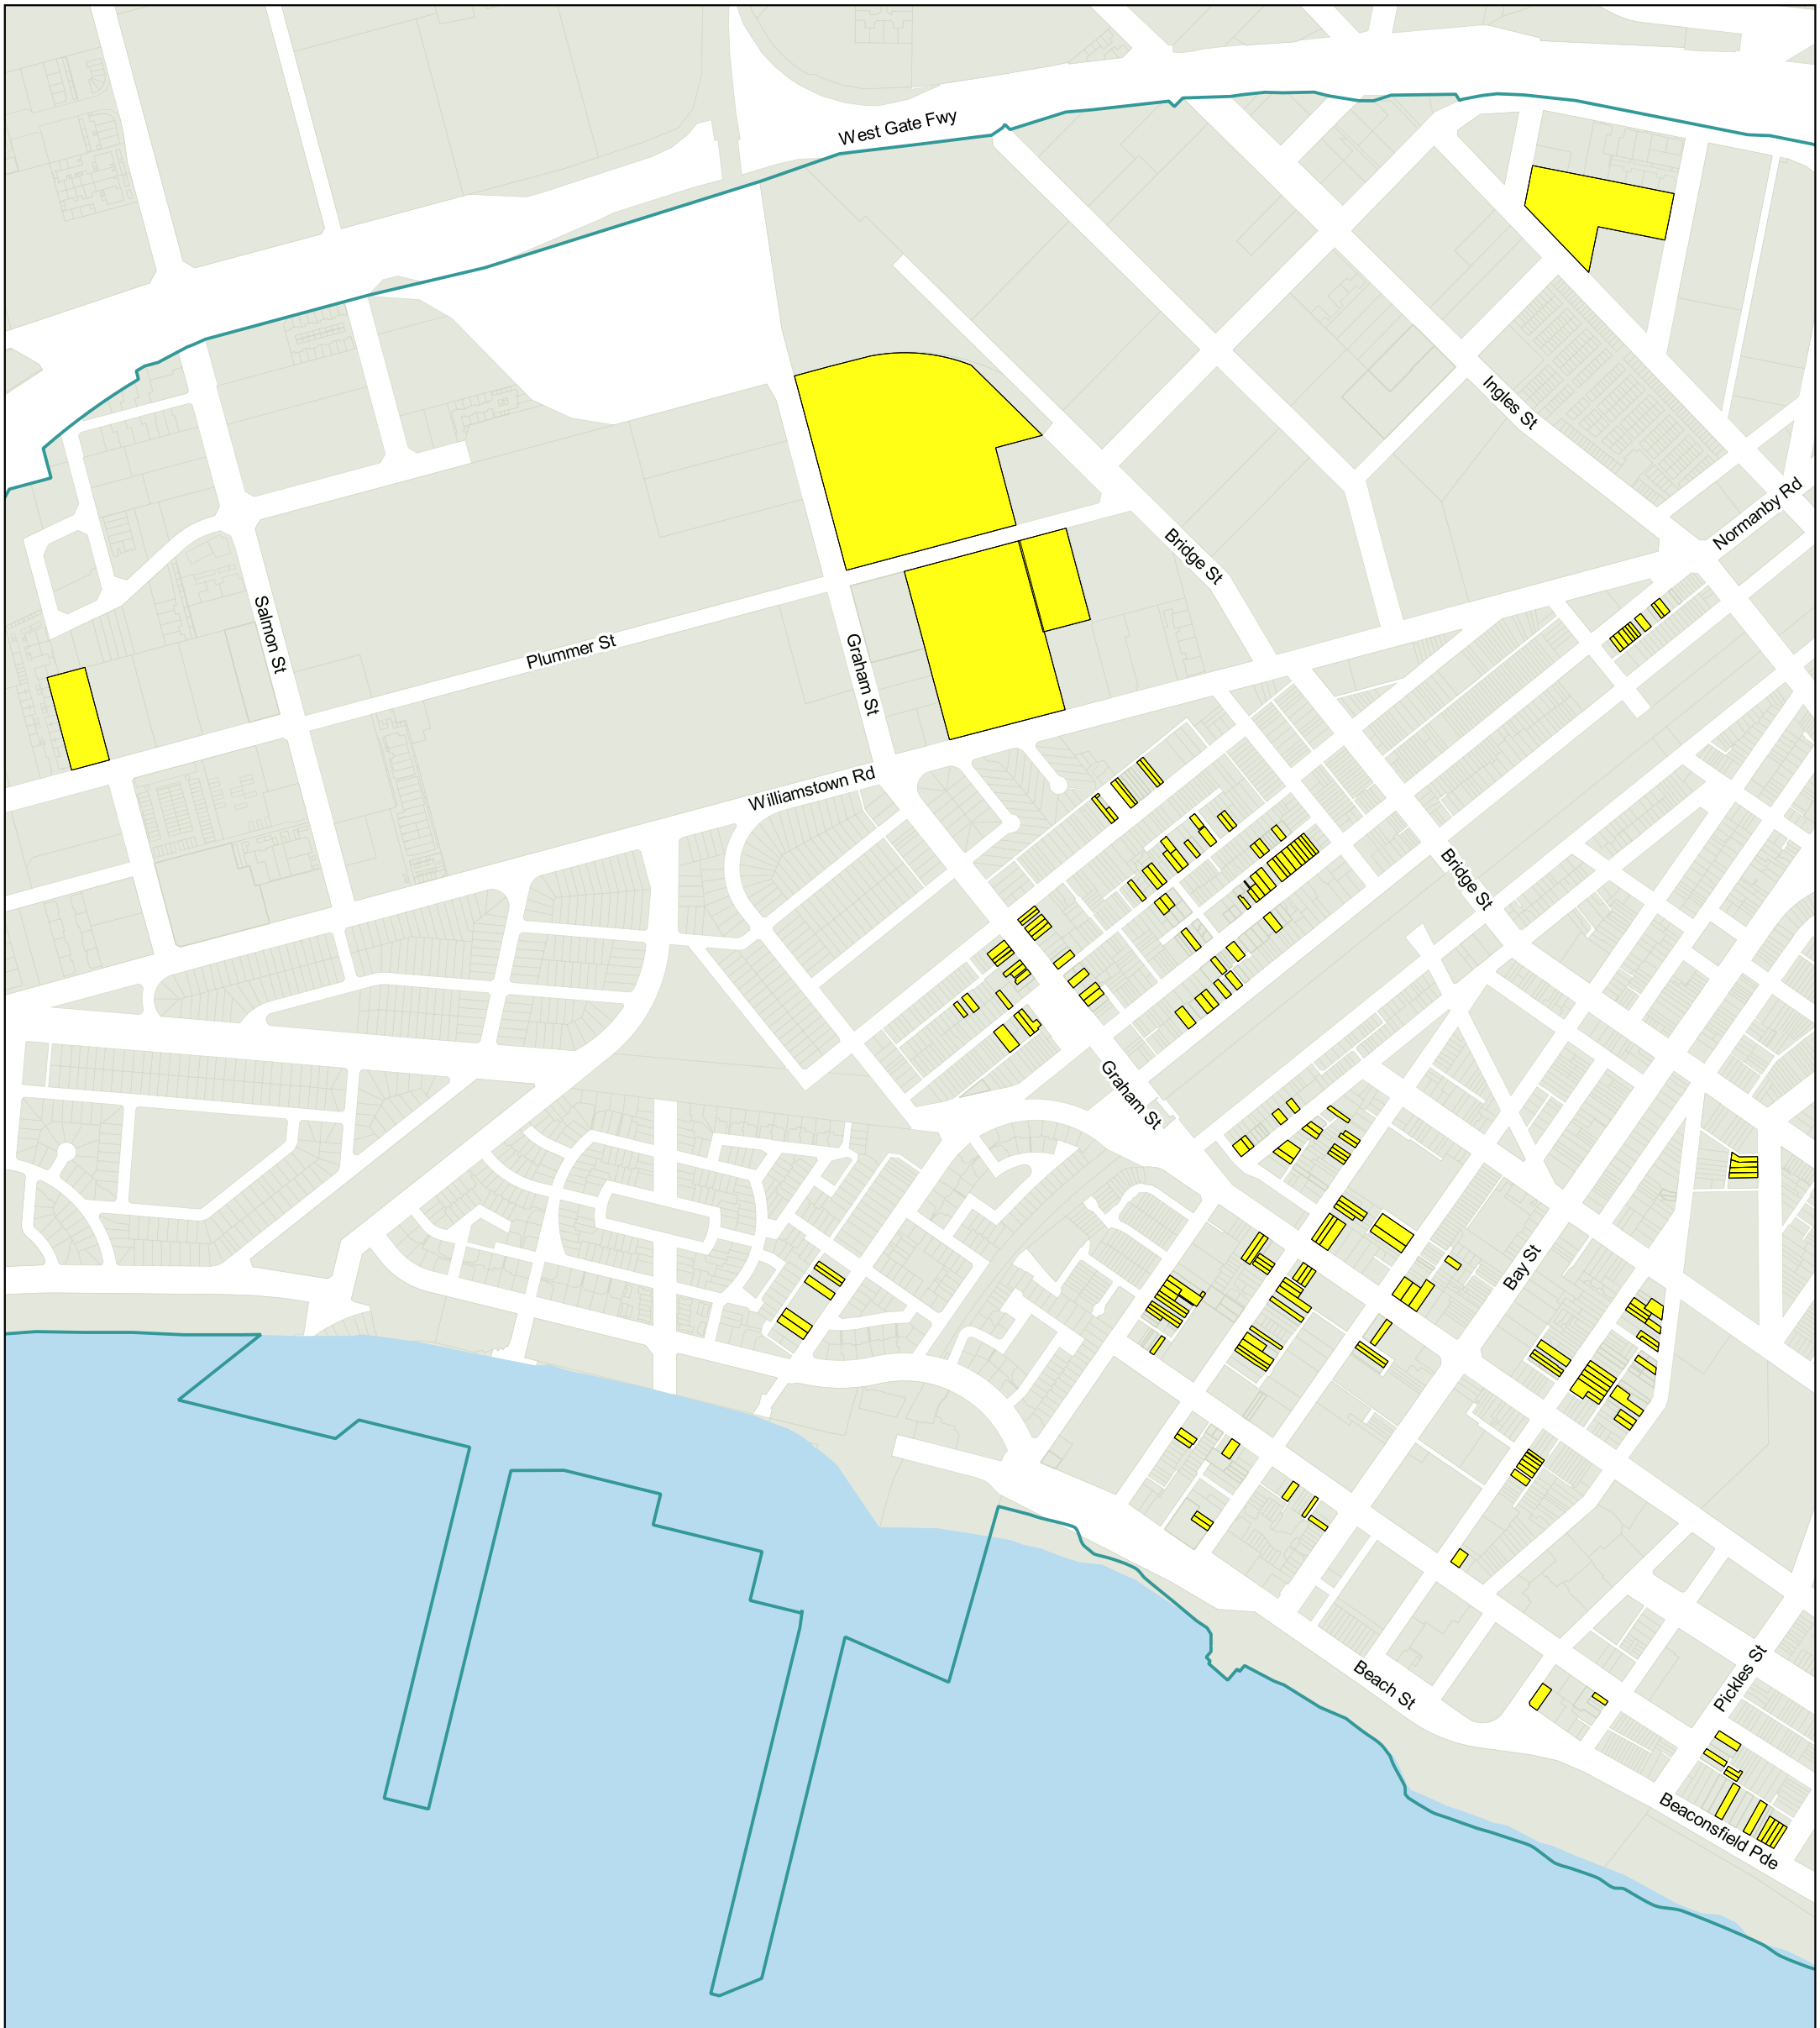 West Gate Fwy
Ingles St
Normanby Rd
Bridge St
Salmon St
Plummer St
Graham St
Williamstown Rd
Bridge St
Graham St
Bay St
Pickles St
Beach St
Beaconsfield Pde